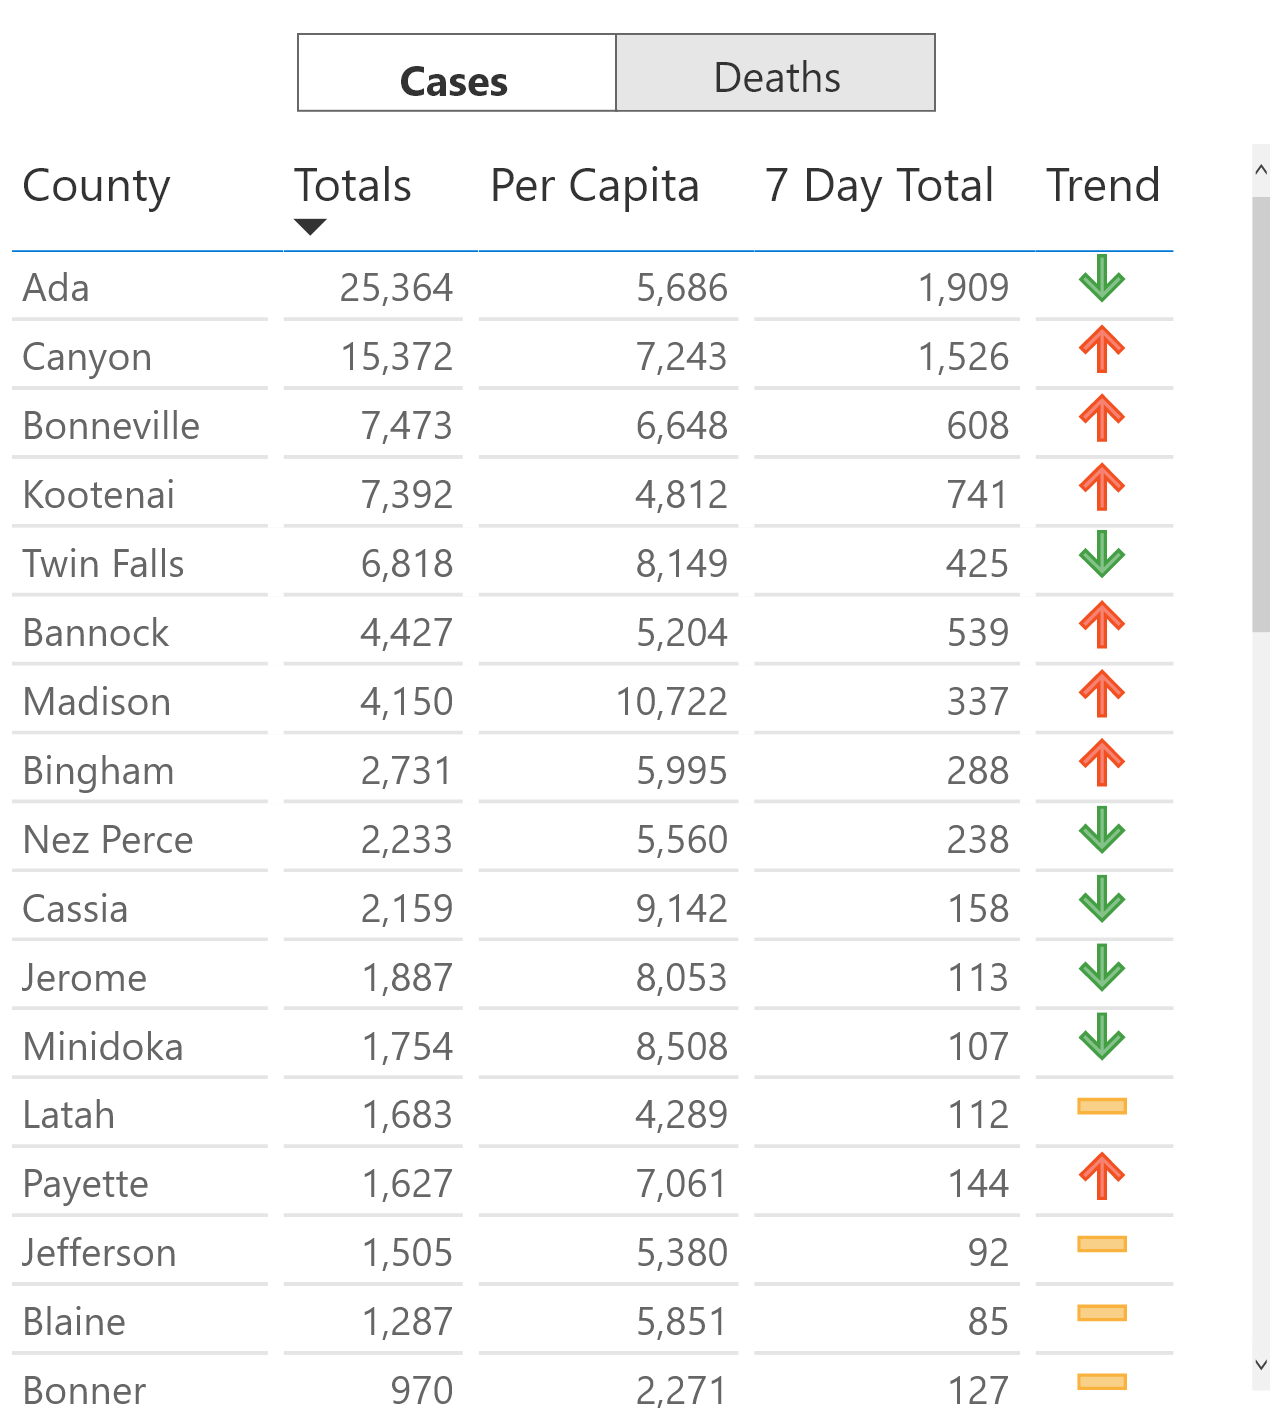 Cases Deaths
County Totals Per Capita 7 Day Total Trend
Ada 25,364 5,686 1,909
Canyon 15,372 7,243 1,526
Bonneville 7,473 6,648 608
Kootenai 7,392 4,812 741
Twin Falls 6,818 8,149 425
Bannock 4,427 5,204 539
Madison 4,150 10,722 337
Bingham 2,731 5,995 288
Nez Perce 2,233 5,560 238
Cassia 2,159 9,142 158
Jerome 1,887 8,053 113
Minidoka 1,754 8,508 107
Latah 1,683 4,289 112
Payette 1,627 7,061 144
Jefferson 1,505 5,380 92
Blaine 1,287 5,851 85
Bonner 970 2,271 127